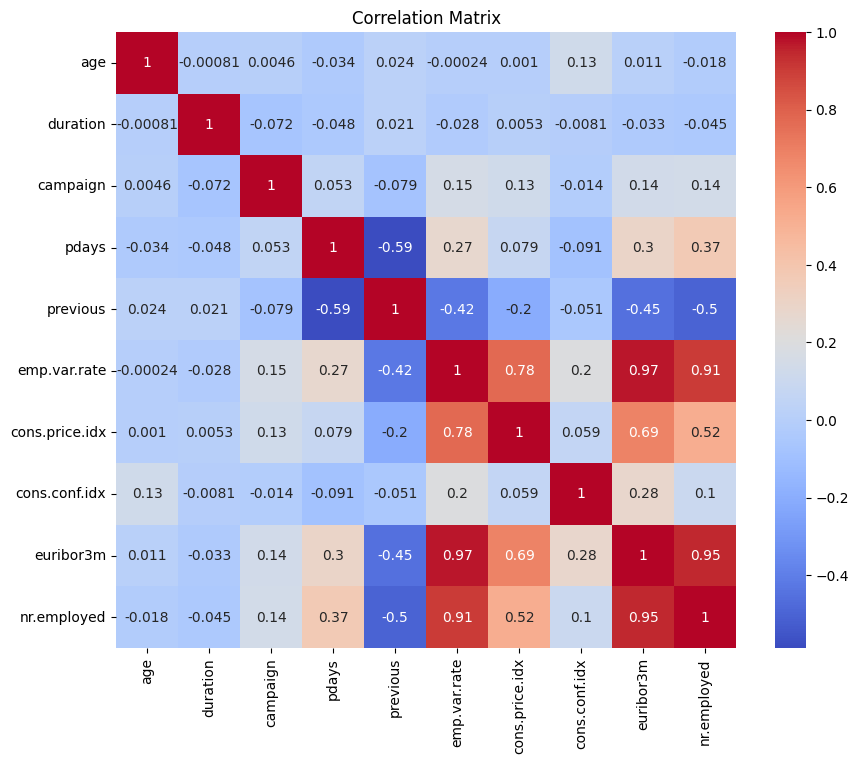 Correlation Matrix
age 1 -0.00081 0.0046 -0.034 0.024 -0.00024 0.001 0.13 0.011 -0.018
duration -0.00081 1 -0.072 -0.048 0.021 -0.028 0.0053 -0.0081 -0.033 -0.045
campaign 0.0046 -0.072 1 0.053 -0.079 0.15 0.13 -0.014 0.14 0.14
pdays -0.034 -0.048 0.053 1 -0.59 0.27 0.079 -0.091 0.3 0.37
previous 0.024 0.021 -0.079 -0.59 1 -0.42 -0.2 -0.051 -0.45 -0.5
emp.var.rate -0.00024 -0.028 0.15 0.27 -0.42 1 0.78 0.2 0.97 0.91
cons.price.idx 0.001 0.0053 0.13 0.079 -0.2 0.78 1 0.059 0.69 0.52
cons.conf.idx 0.13 -0.0081 -0.014 -0.091 -0.051 0.2 0.059 1 0.28 0.1
euribor3m 0.011 -0.033 0.14 0.3 -0.45 0.97 0.69 0.28 1 0.95
nr.employed -0.018 -0.045 0.14 0.37 -0.5 0.91 0.52 0.1 0.95 1
age duration campaign pdays previous emp.var.rate cons.price.idx cons.conf.idx euribor3m nr.employed
1.0
0.8
0.6
0.4
0.2
0.0
−0.2
−0.4